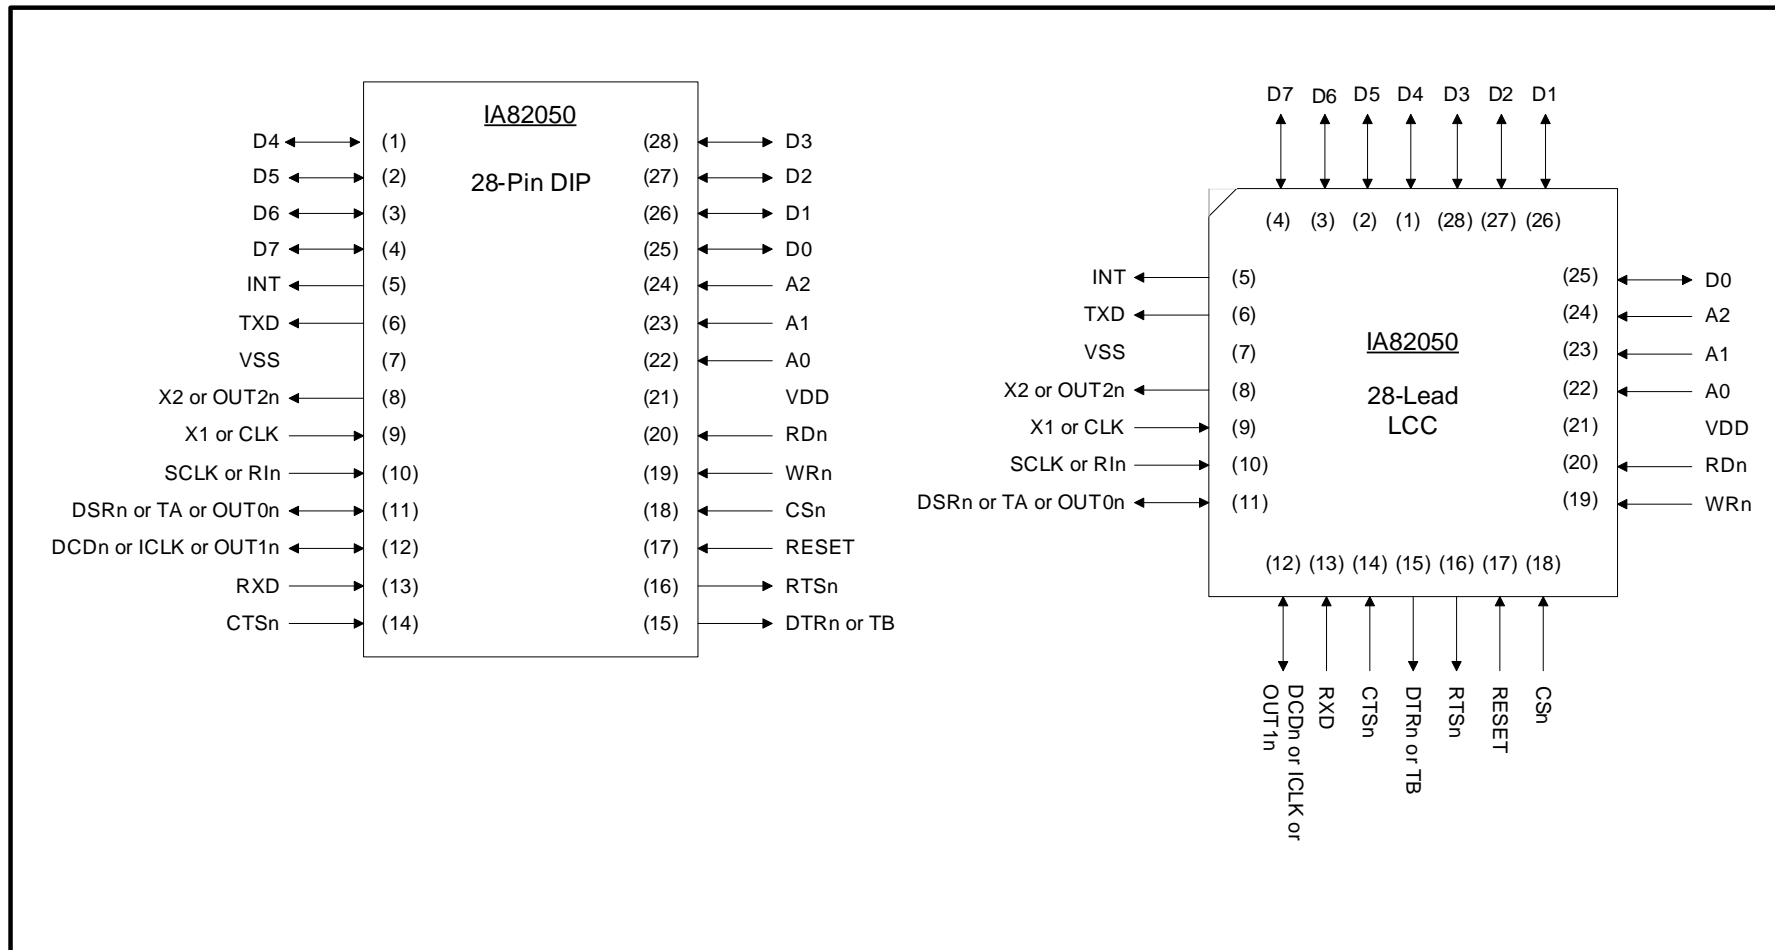 IA82050
28-Pin DIP
D4 (1) (28) D3
D5 (2) (27) D2
D6 (3) (26) D1
D7 (4) (25) D0
INT (5) (24) A2
TXD (6) (23) A1
VSS (7) (22) A0
X2 or OUT2n (8) (21) VDD
X1 or CLK (9) (20) RDn
SCLK or RIn (10) (19) WRn
DSRn or TA or OUT0n (11) (18) CSn
DCDn or ICLK or OUT1n (12) (17) RESET
RXD (13) (16) RTSn
CTSn (14) (15) DTRn or TB
D7 D6 D5 D4 D3 D2 D1
(4) (3) (2) (1) (28) (27) (26)
INT (5) (25) D0
TXD (6) (24) A2
VSS (7) (23) A1
IA82050
X2 or OUT2n (8) (22) A0
28-Lead
LCC
X1 or CLK (9) (21) VDD
SCLK or RIn (10) (20) RDn
DSRn or TA or OUT0n (11) (19) WRn
(12) (13) (14) (15) (16) (17) (18)
DCDn or ICLK or
OUT1n
RXD
CTSn
DTRn or TB
RTSn
RESET
CSn